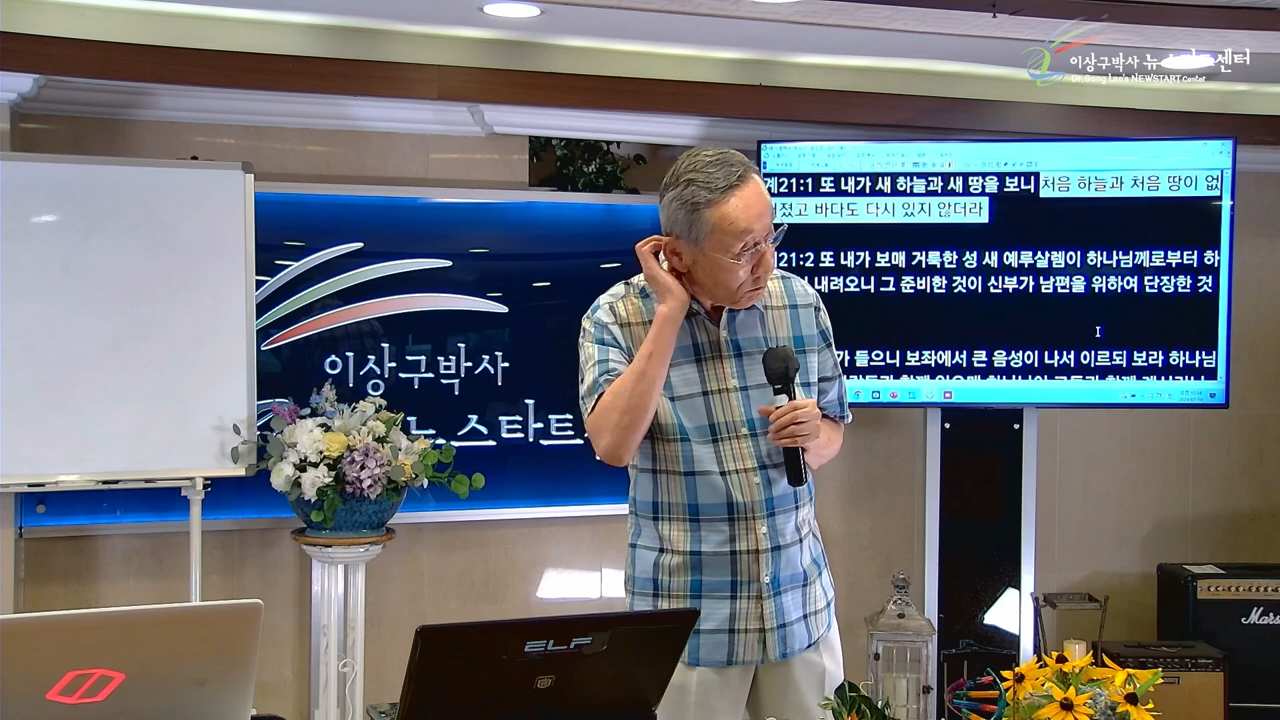 이상구박사 뉴 센터
Dr. Sang Lee's NEWSTART Center
계21:1 또 내가 새 하늘과 새 땅을 보니 처음 하늘과 처음 땅이 없
졌고 바다도 다시 있지 않더라
21:2 또 내가 보매 거룩한 성 새 예루살렘이 하나님께로부터 하
내려오니 그 준비한 것이 신부가 남편을 위하여 단장한 것
가 들으니 보좌에서 큰 음성이 나서 이르되 보라 하나님
이상구박사
뉴스타트
ELF
Mars